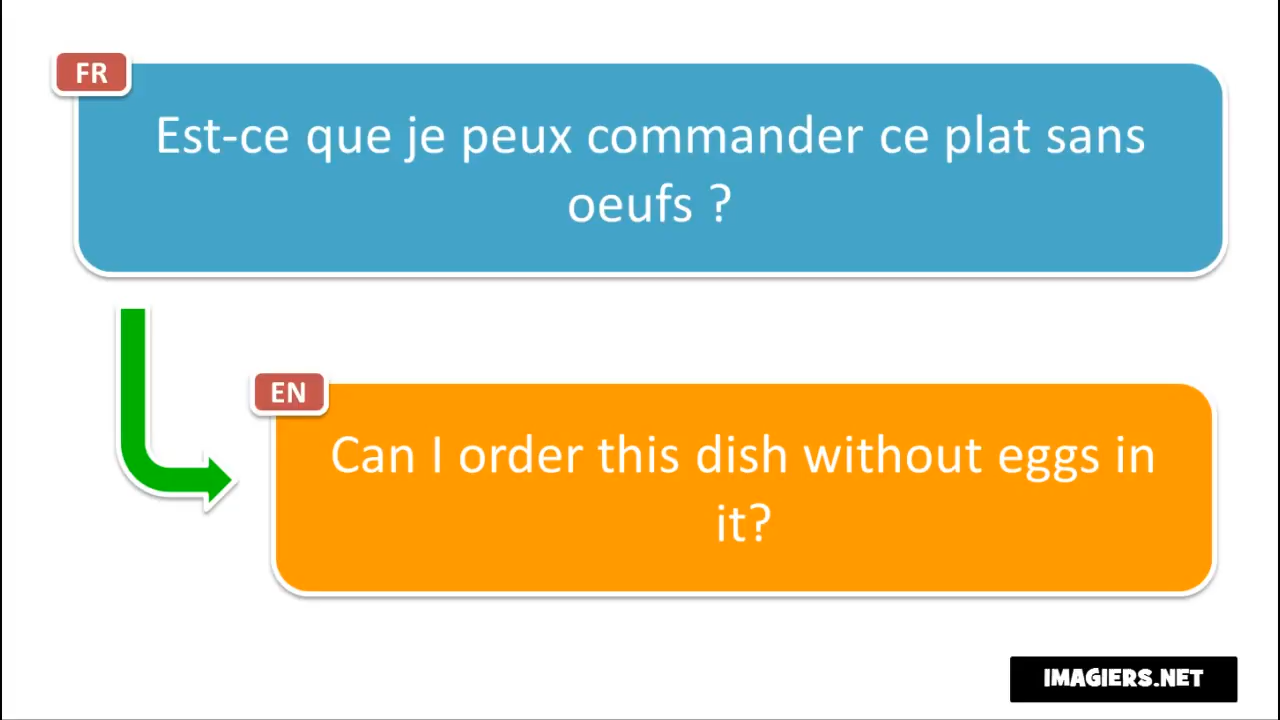 FR
Est-ce que je peux commander ce plat sans
oeufs ?
EN
Can I order this dish without eggs in
it?
IMAGIERS.NET